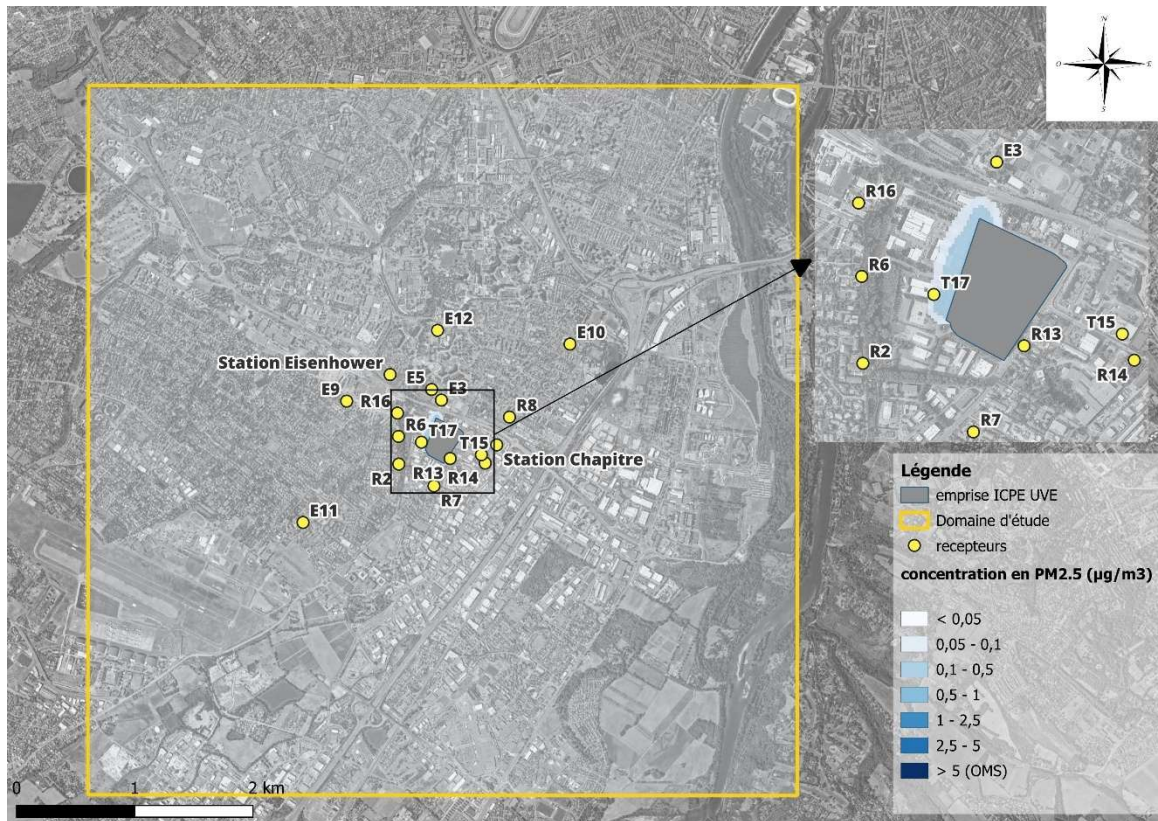 N
O
E
S
E3
R16
R6
T17
R13
T15
R2
R14
R7
E12
E10
Station Eisenhower
E9
E5
E3
R16
R8
R6
T17
T15
Station Chapitre
R2
R13
R14
R7
E11
Légende
emprise ICPE UVE
Domaine d'étude
recepteurs
concentration en PM2.5 (µg/m3)
< 0,05
0,05 - 0,1
0,1 - 0,5
0,5 - 1
1 - 2,5
2,5 - 5
> 5 (OMS)
0 1 2 km